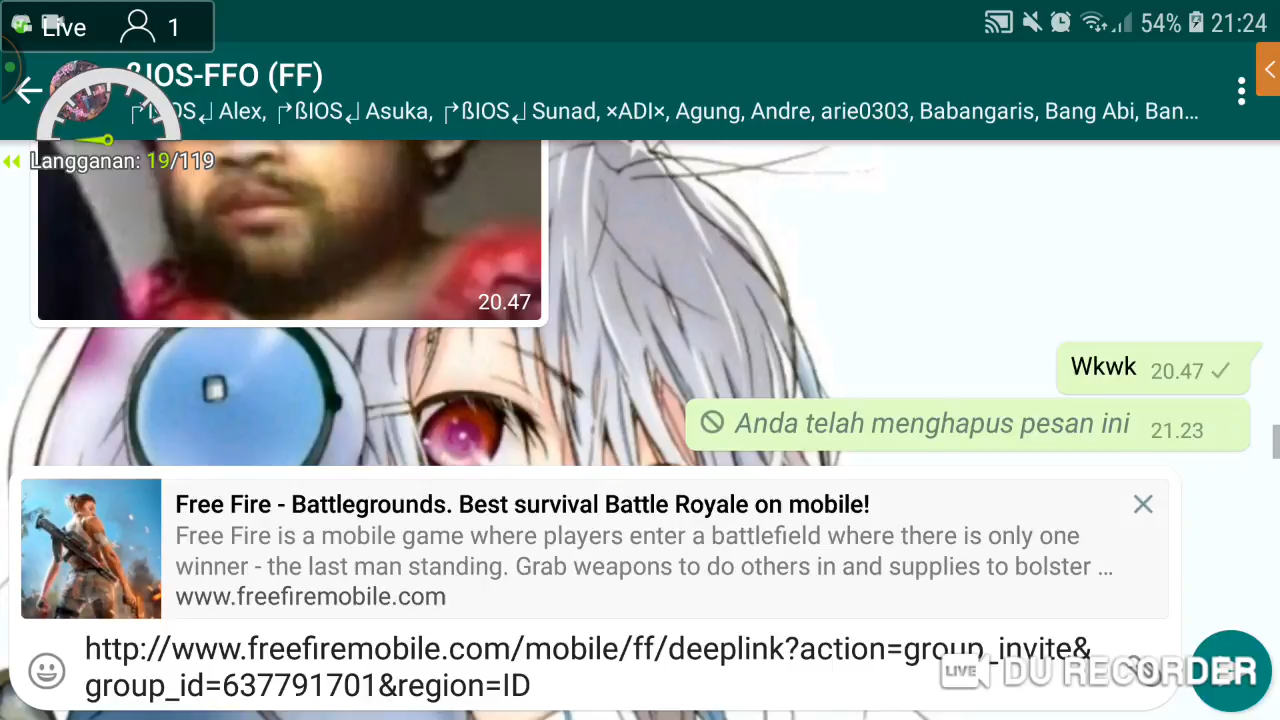 Live 1
54% 21:24
ßIOS-FFO (FF)
ßIOS↲ Alex, ↱ßIOS↲ Asuka, ↱ßIOS↲ Sunad, ×ADI×, Agung, Andre, arie0303, Babangaris, Bang Abi, Ban...
Langganan: 19/119
20.47
Wkwk 20.47
Anda telah menghapus pesan ini 21.23
Free Fire - Battlegrounds. Best survival Battle Royale on mobile!
Free Fire is a mobile game where players enter a battlefield where there is only one
winner - the last man standing. Grab weapons to do others in and supplies to bolster ...
www.freefiremobile.com
http://www.freefiremobile.com/mobile/ff/deeplink?action=group_invite&
group_id=637791701&region=ID
LIVE DU RECORDER